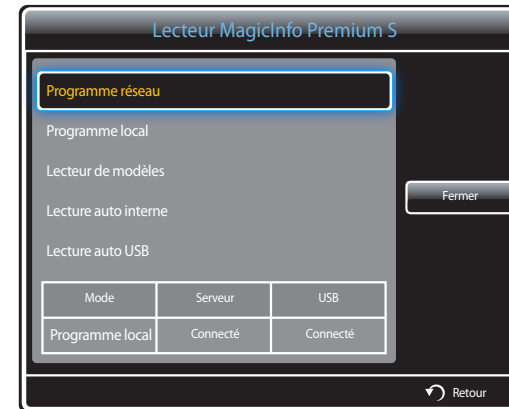 Lecteur MagicInfo Premium S
Programme réseau
Programme local
Lecteur de modèles
Lecture auto interne
Lecture auto USB
Fermer
Mode Serveur USB
Programme local Connecté Connecté
Retour